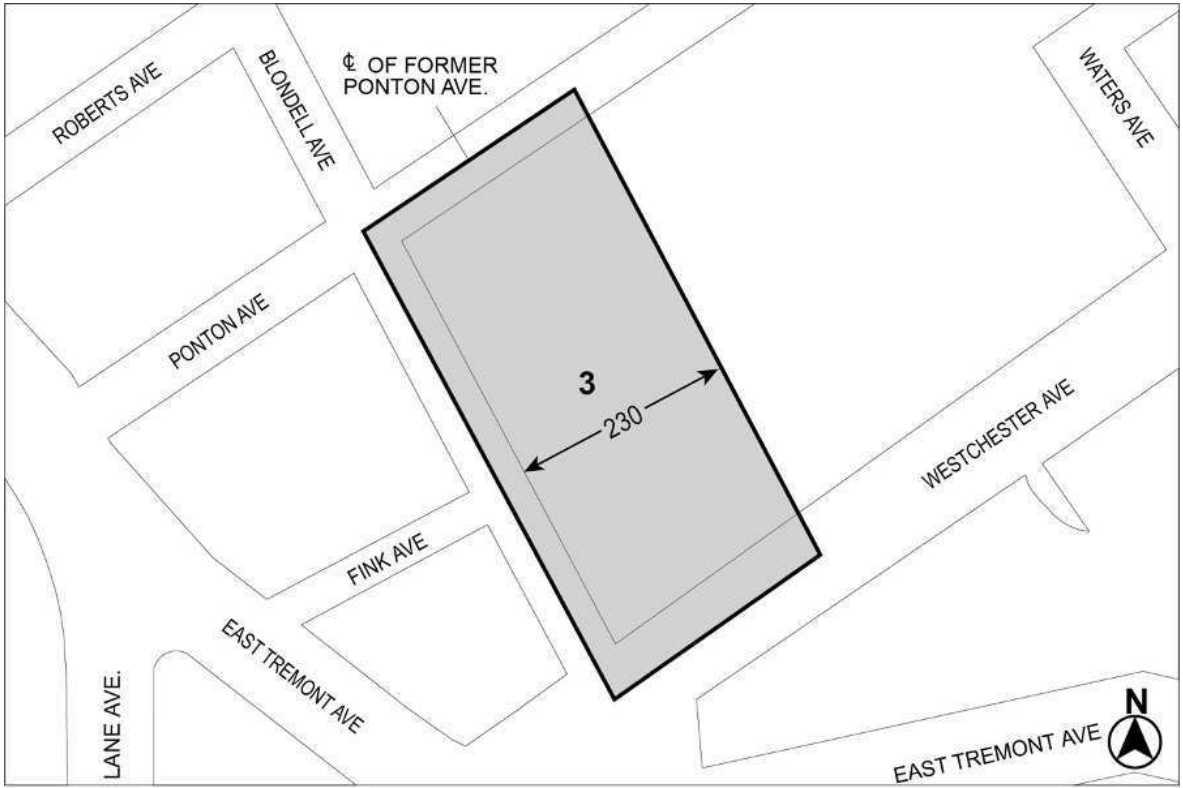 ℄ OF FORMER
PONTON AVE.
ROBERTS AVE
BLONDELL AVE
WATERS AVE
PONTON AVE
3
230
WESTCHESTER AVE
FINK AVE
EAST TREMONT AVE
LANE AVE.
N
EAST TREMONT AVE